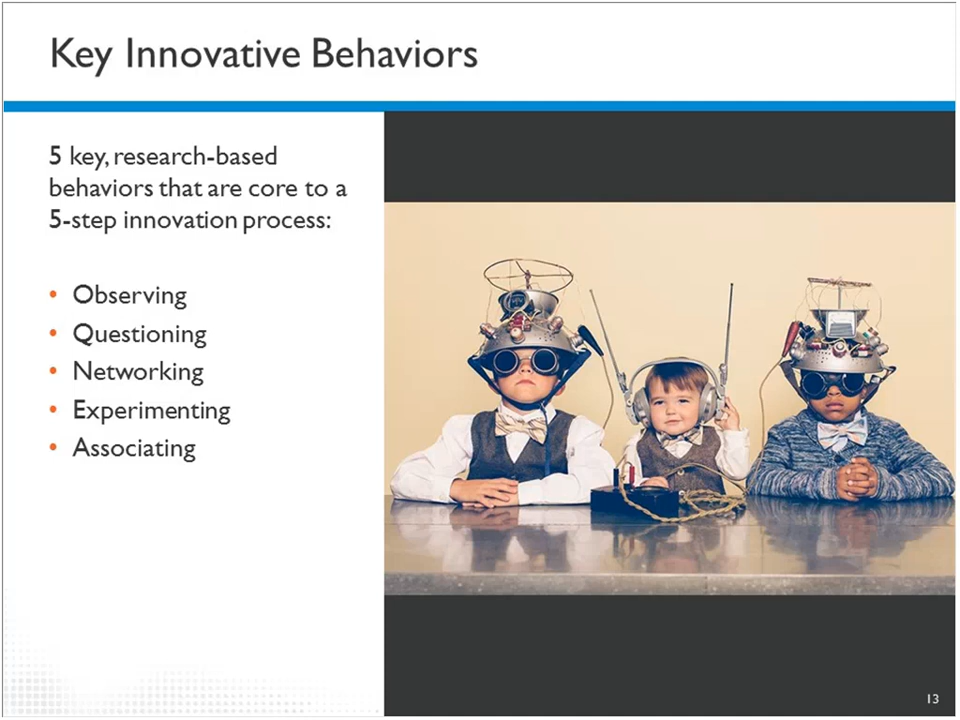 Key Innovative Behaviors
5 key, research-based
behaviors that are core to a
5-step innovation process:
• Observing
• Questioning
• Networking
• Experimenting
• Associating
13